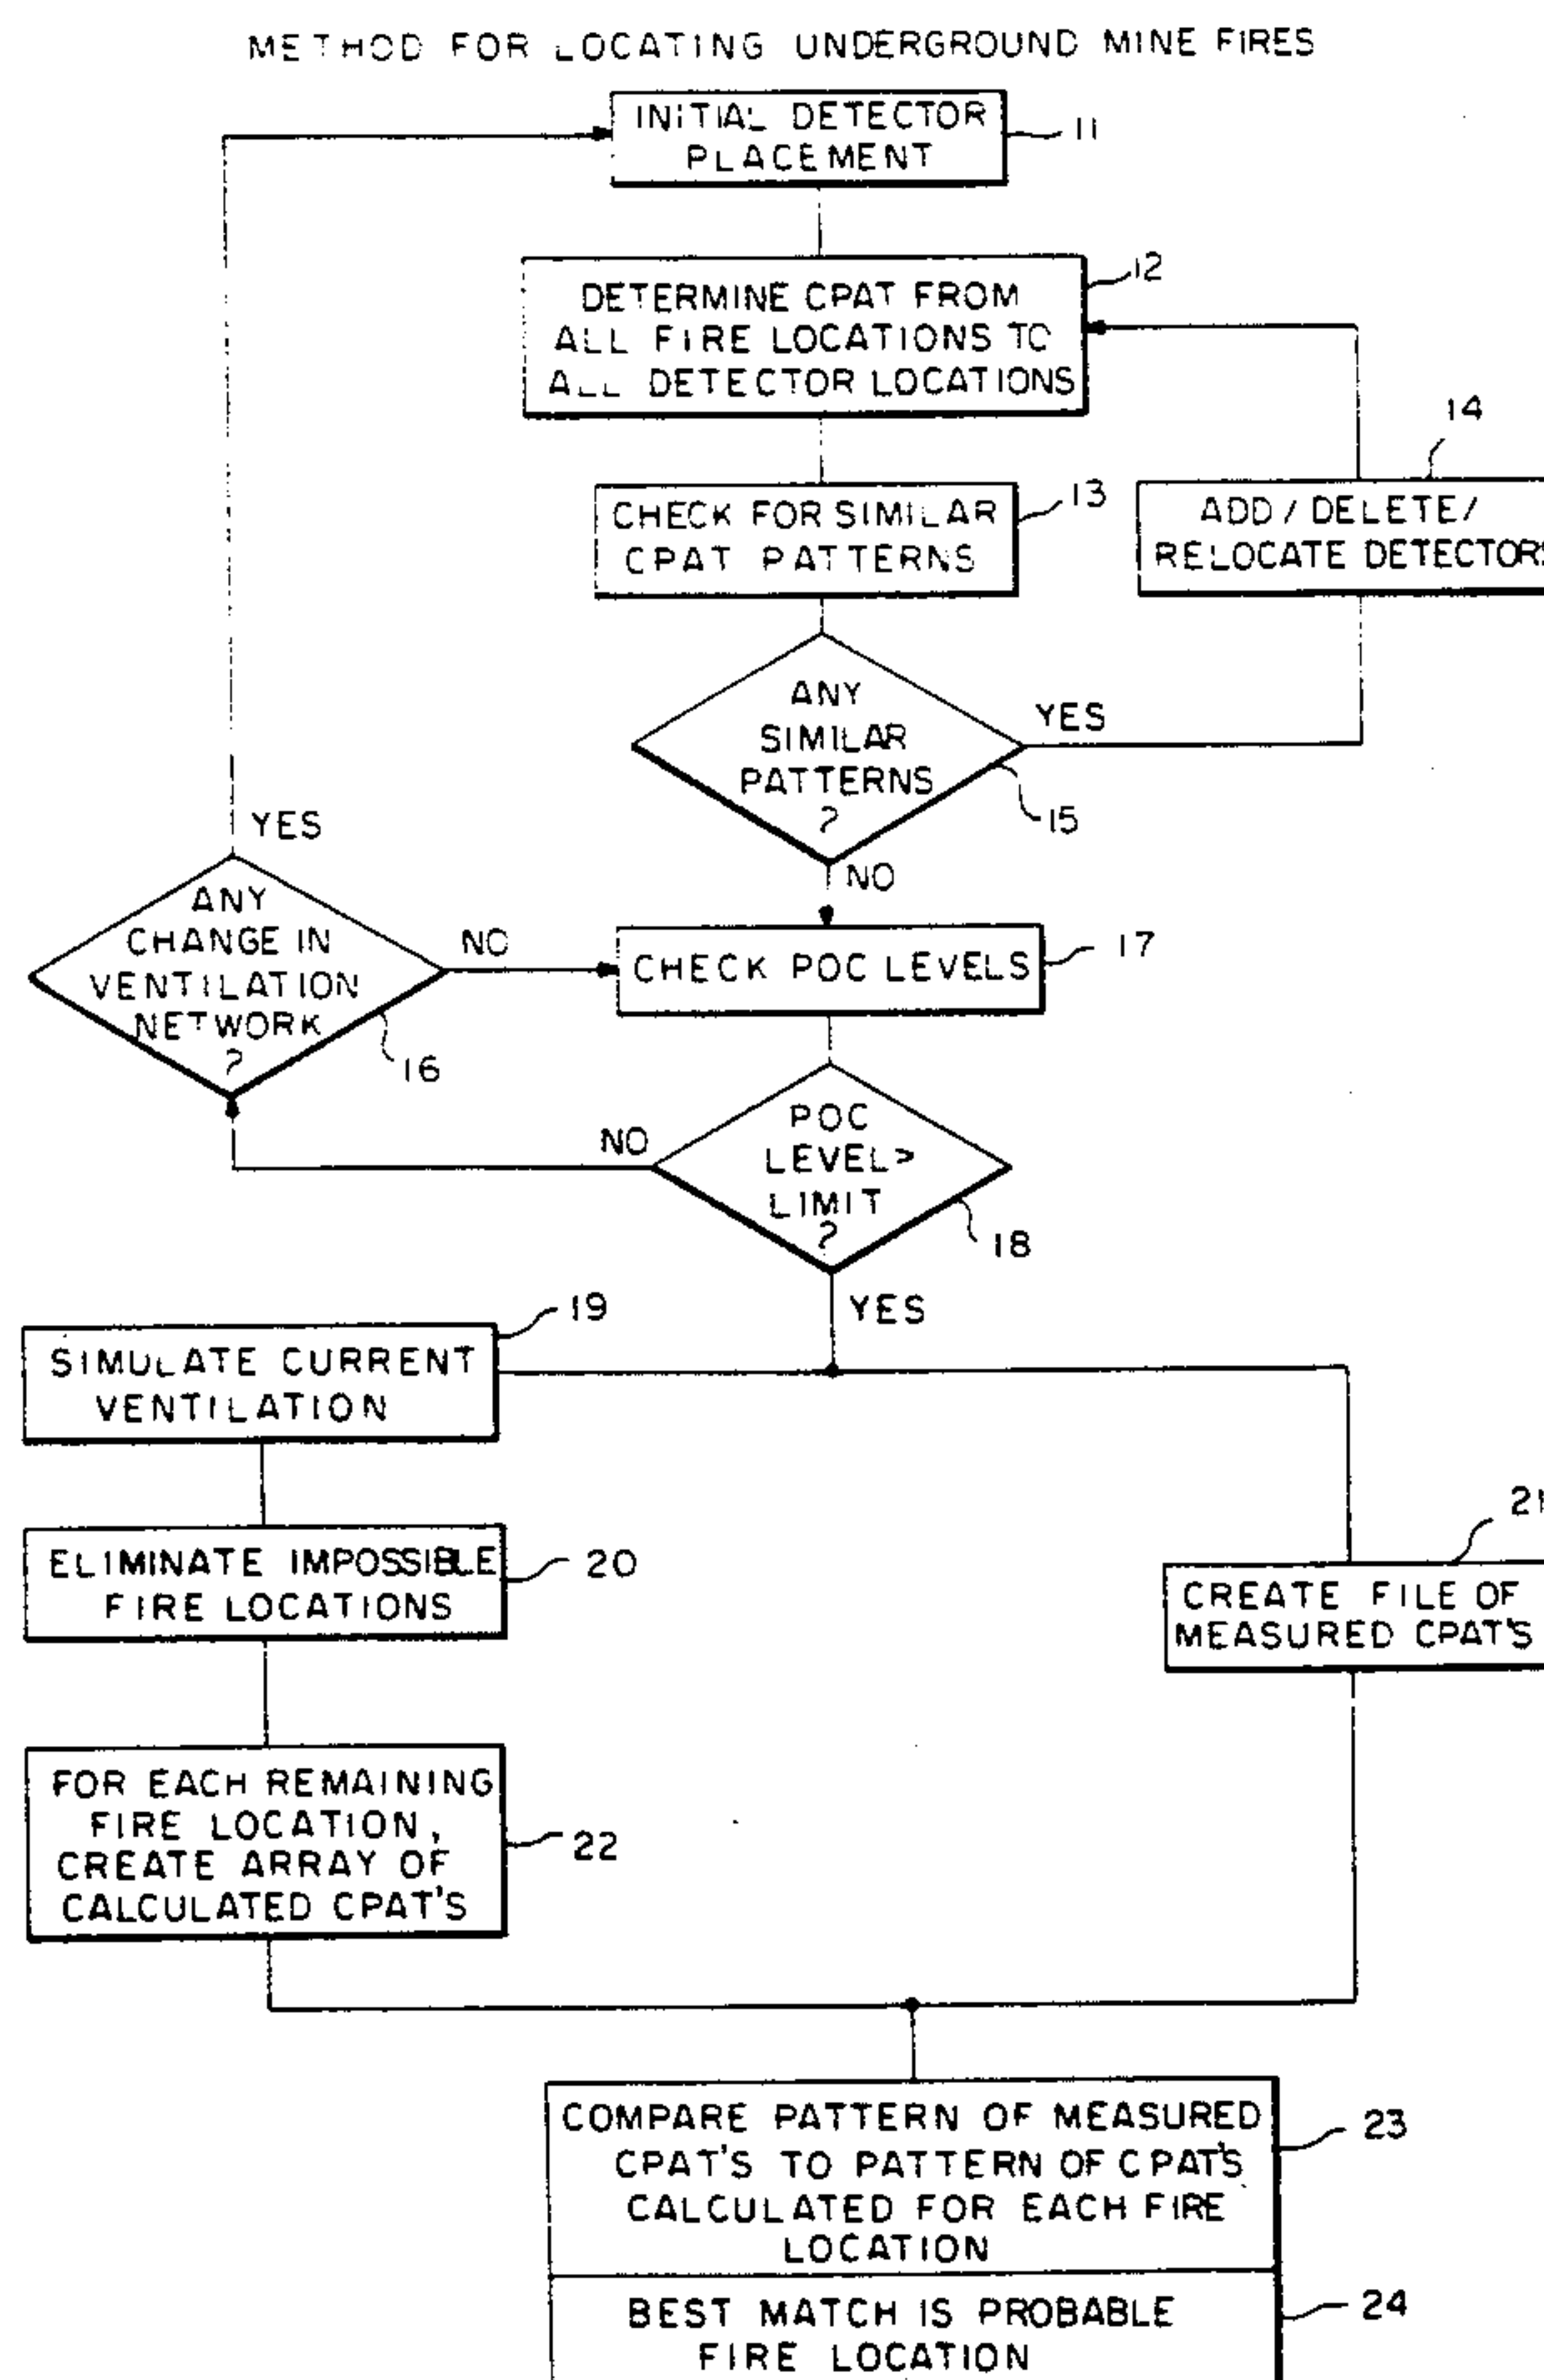 METHOD FOR LOCATING UNDERGROUND MINE FIRES
INITIAL DETECTOR
PLACEMENT
11
DETERMINE CPAT FROM
ALL FIRE LOCATIONS TO
ALL DETECTOR LOCATIONS
12
CHECK FOR SIMILAR
CPAT PATTERNS
13
14
ADD / DELETE /
RELOCATE DETECTORS
ANY
SIMILAR
PATTERNS
?
YES
15
NO
YES
ANY
CHANGE IN
VENTILATION
NETWORK
?
NO
16
CHECK POC LEVELS
17
POC
LEVEL>
LIMIT
?
NO
18
YES
19
SIMULATE CURRENT
VENTILATION
ELIMINATE IMPOSSIBLE
FIRE LOCATIONS
20
21
CREATE FILE OF
MEASURED CPAT'S
FOR EACH REMAINING
FIRE LOCATION,
CREATE ARRAY OF
CALCULATED CPAT'S
22
COMPARE PATTERN OF MEASURED
CPAT'S TO PATTERN OF CPAT'S
CALCULATED FOR EACH FIRE
LOCATION
23
BEST MATCH IS PROBABLE
FIRE LOCATION
24